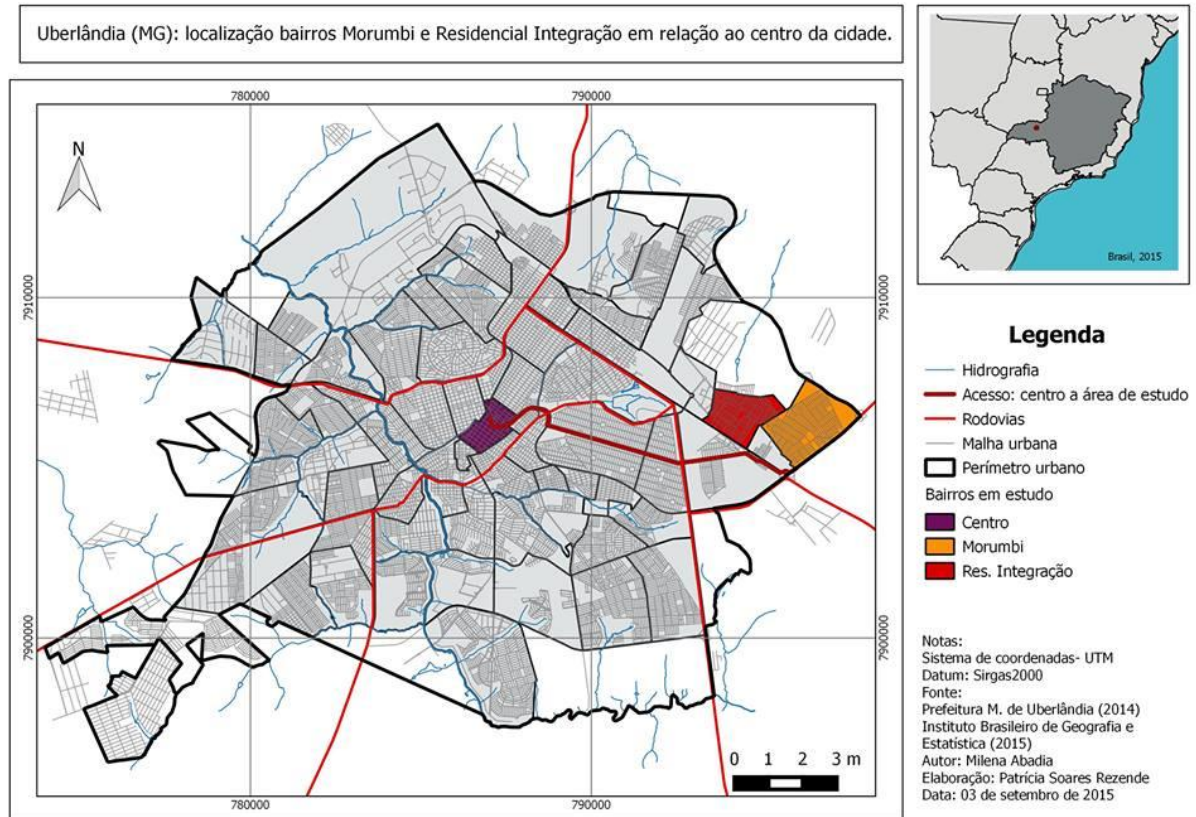 Uberlândia (MG): localização bairros Morumbi e Residencial Integração em relação ao centro da cidade.
780000
790000
N
7910000
7910000
7900000
7900000
0 1 2 3 m
780000
790000
Brasil, 2015
Legenda
Hidrografia
Acesso: centro a área de estudo
Rodovias
Malha urbana
Perímetro urbano
Bairros em estudo
Centro
Morumbi
Res. Integração
Notas:
Sistema de coordenadas- UTM
Datum: Sirgas2000
Fonte:
Prefeitura M. de Uberlândia (2014)
Instituto Brasileiro de Geografia e
Estatística (2015)
Autor: Milena Abadia
Elaboração: Patrícia Soares Rezende
Data: 03 de setembro de 2015